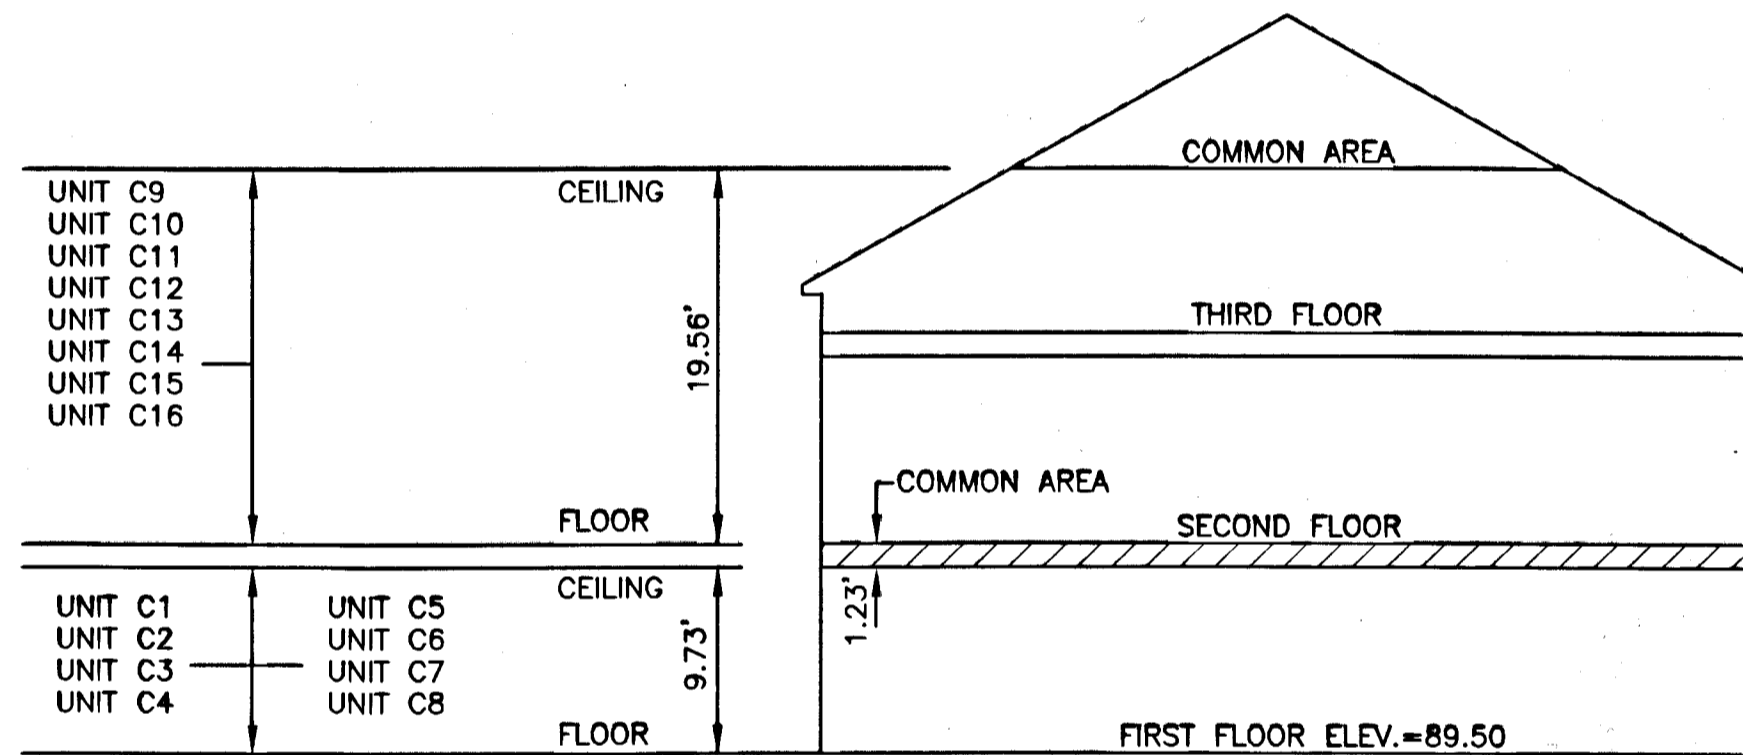 COMMON AREA
CEILING
UNIT C9
UNIT C10
UNIT C11
UNIT C12
UNIT C13
UNIT C14
UNIT C15
UNIT C16
19.56'
THIRD FLOOR
COMMON AREA
FLOOR
SECOND FLOOR
CEILING
UNIT C1
UNIT C2
UNIT C3
UNIT C4
UNIT C5
UNIT C6
UNIT C7
UNIT C8
9.73'
1.23'
FLOOR
FIRST FLOOR ELEV.=89.50